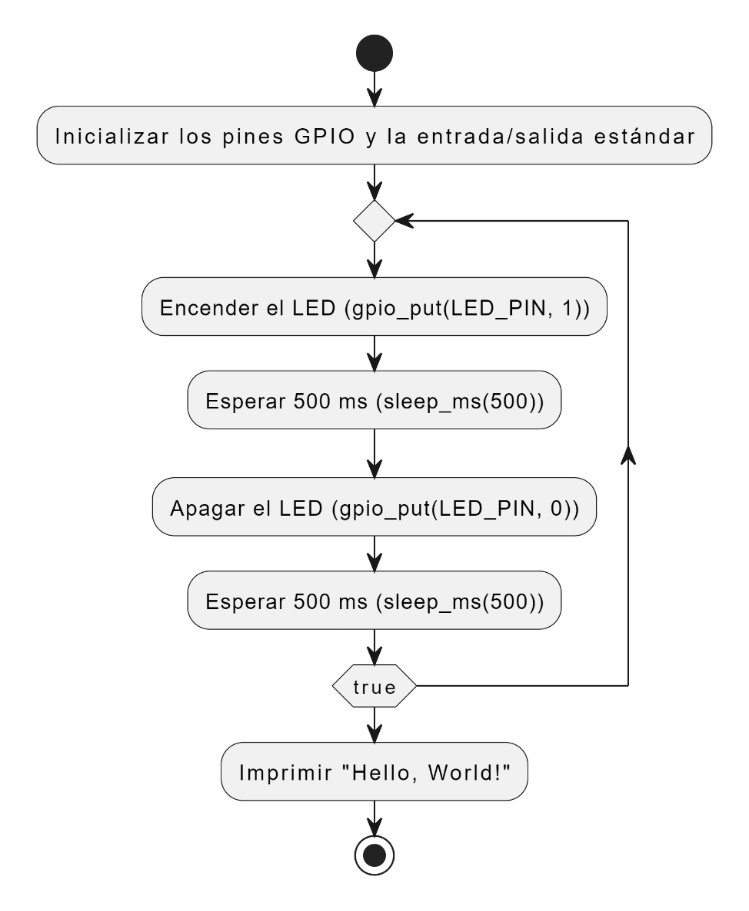 Inicializar los pines GPIO y la entrada/salida estándar
Encender el LED (gpio_put(LED_PIN, 1))
Esperar 500 ms (sleep_ms(500))
Apagar el LED (gpio_put(LED_PIN, 0))
Esperar 500 ms (sleep_ms(500))
true
Imprimir "Hello, World!"